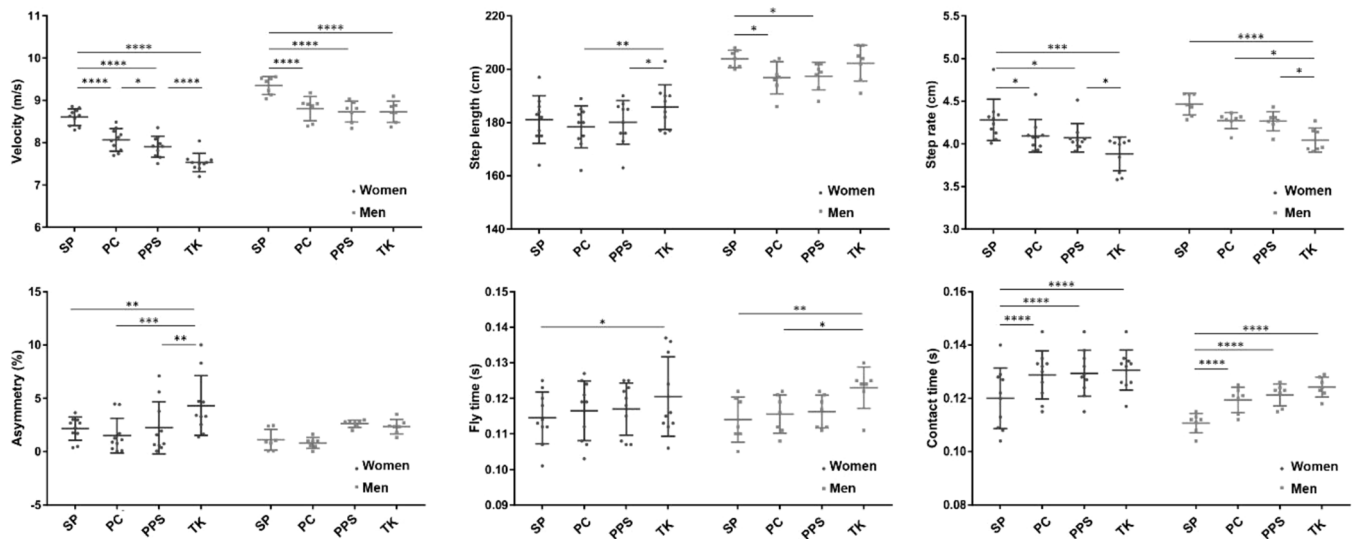 Velocity (m/s)
11
10
9
8
7
6
****
****
**** * ****
****
****
****
Women
Men
SP PC PPS TK SP PC PPS TK
Step length (cm)
220
200
180
160
140
**
*
*
*
Women
Men
SP PC PPS TK SP PC PPS TK
Step rate (cm)
5.5
5.0
4.5
4.0
3.5
3.0
***
*
* *
****
*
*
Women
Men
SP PC PPS TK SP PC PPS TK
Asymmetry (%)
15
10
5
0
-5
**
***
**
Women
Men
SP PC PPS TK SP PC PPS TK
Fly time (s)
0.15
0.14
0.13
0.12
0.11
0.10
0.09
*
**
*
Women
Men
SP PC PPS TK SP PC PPS TK
Contact time (s)
0.16
0.14
0.12
0.10
0.08
****
****
****
****
****
****
Women
Men
SP PC PPS TK SP PC PPS TK